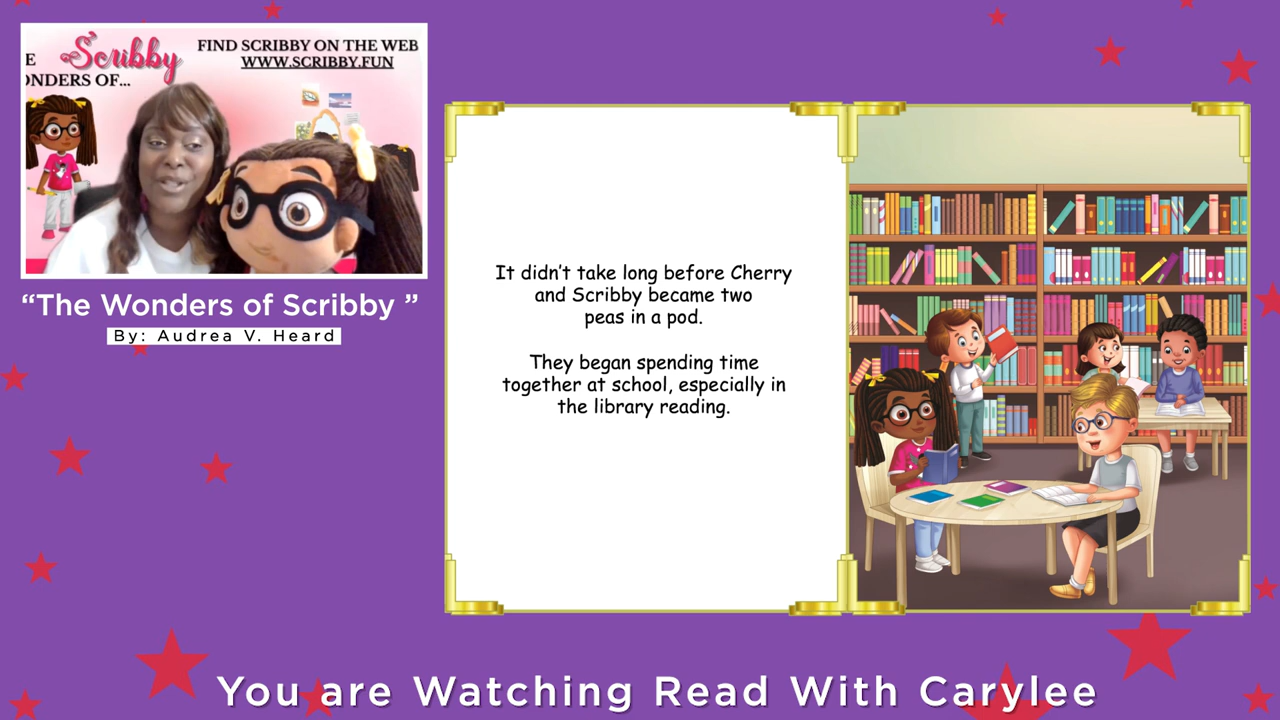 E Scribby
ONDERS OF...
FIND SCRIBBY ON THE WEB
WWW.SCRIBBY.FUN
“The Wonders of Scribby ”
By: Audrea V. Heard
It didn't take long before Cherry
and Scribby became two
peas in a pod.
They began spending time
together at school, especially in
the library reading.
You are Watching Read With Carylee